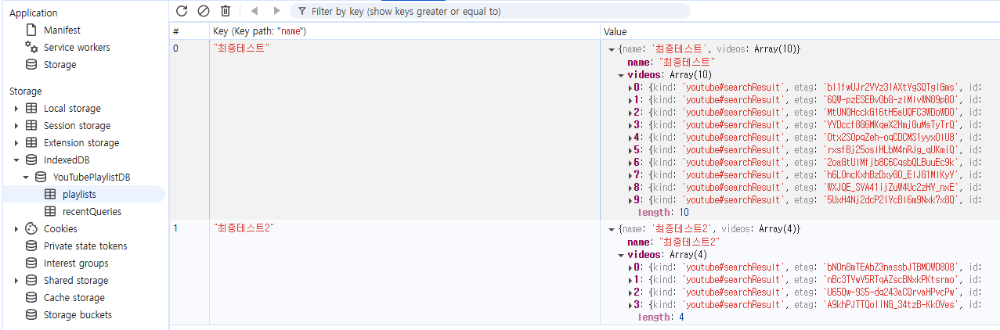 Application
Manifest
Service workers
Storage
Storage
Local storage
Session storage
Extension storage
IndexedDB
YouTubePlaylistDB
playlists
recentQueries
Cookies
Private state tokens
Interest groups
Shared storage
Cache storage
Storage buckets
Filter by key (show keys greater or equal to)
# Key (Key path: "name") Value
0 "최종테스트" {name: '최종테스트', videos: Array(10)}
name: "최종테스트"
videos: Array(10)
0: {kind: 'youtube#searchResult', etag: 'bI1fwUJr2VVz3IAXtYgSQTgIGms', id:
1: {kind: 'youtube#searchResult', etag: '6QW-pzESEBvObG-zIMIvWN89pB0', id:
2: {kind: 'youtube#searchResult', etag: 'MtUNOHcckG16tH5aUQFC3WDoWD0', id:
3: {kind: 'youtube#searchResult', etag: 'YYDccf8G6MKqeX2HmjGuMsTyTrQ', id:
4: {kind: 'youtube#searchResult', etag: 'Otx2SOpqZeh-oqCDCMS1yyxOIU8', id:
5: {kind: 'youtube#searchResult', etag: 'rxsfBj25osIHLbM4nRJg_qUKmiQ', id:
6: {kind: 'youtube#searchResult', etag: '2oaGtUIMfjb8C6CqsbQLBuuEc9k', id:
7: {kind: 'youtube#searchResult', etag: 'h6LOncKxhBzDxyGO_EIJG1MIKyY', id:
8: {kind: 'youtube#searchResult', etag: 'WXJQE_SVA41ijZuW4Uc2zHY_nxE', id:
9: {kind: 'youtube#searchResult', etag: '5UxH4Nj2dcP2IYcBI6m9Nxk7x8Q', id:
length: 10
1 "최종테스트2" {name: '최종테스트2', videos: Array(4)}
name: "최종테스트2"
videos: Array(4)
0: {kind: 'youtube#searchResult', etag: 'bNOn8mTEAbZ3nassbJTBMOWD8O8', id:
1: {kind: 'youtube#searchResult', etag: 'nBc3TYwY5RTqAZscBNxkPKtsrmo', id:
2: {kind: 'youtube#searchResult', etag: 'U65Qw-9S5-dq243aCQrvaHPvcPw', id:
3: {kind: 'youtube#searchResult', etag: 'A9khPJTTQoIiNG_34tzB-KkOVes', id:
length: 4